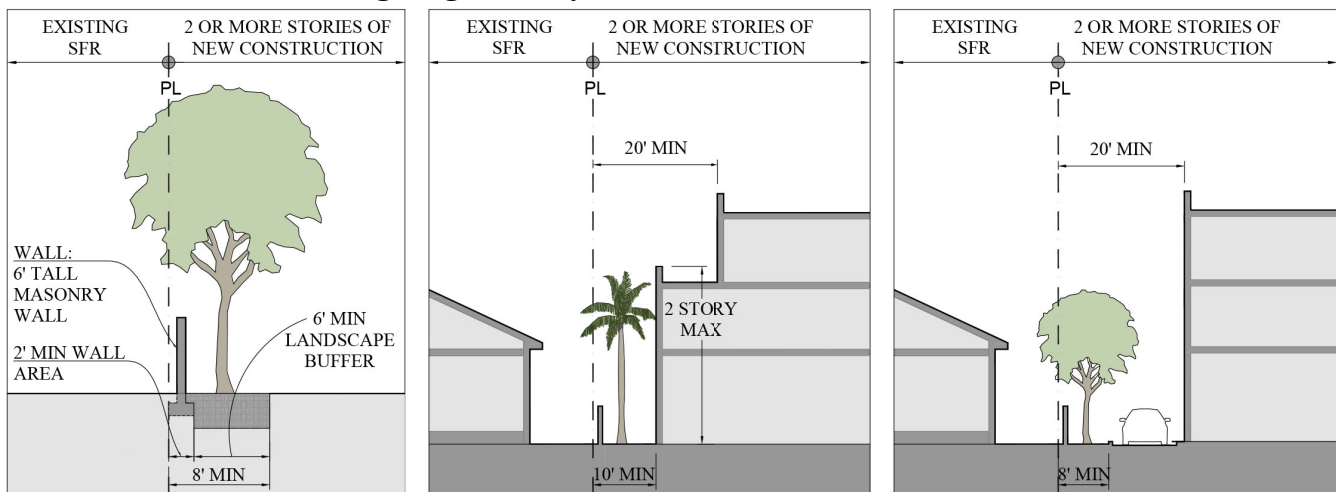 EXISTING
SFR
2 OR MORE STORIES OF
NEW CONSTRUCTION
PL
WALL:
6' TALL
MASONRY
WALL
2' MIN WALL
AREA
6' MIN
LANDSCAPE
BUFFER
8' MIN
EXISTING
SFR
2 OR MORE STORIES OF
NEW CONSTRUCTION
PL
20' MIN
2 STORY
MAX
10' MIN
EXISTING
SFR
2 OR MORE STORIES OF
NEW CONSTRUCTION
PL
20' MIN
8' MIN